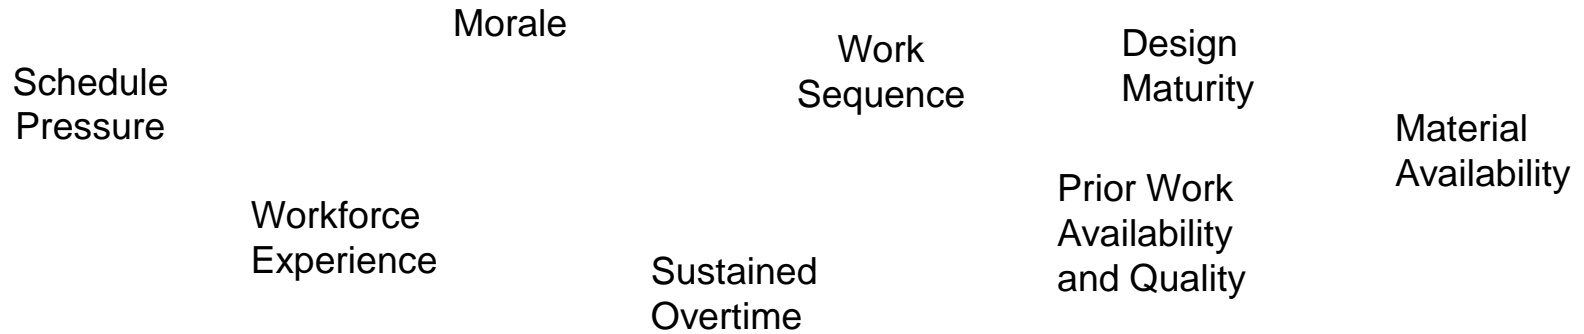 Morale
Schedule
Pressure
Work
Sequence
Design
Maturity
Material
Availability
Workforce
Experience
Sustained
Overtime
Prior Work
Availability
and Quality